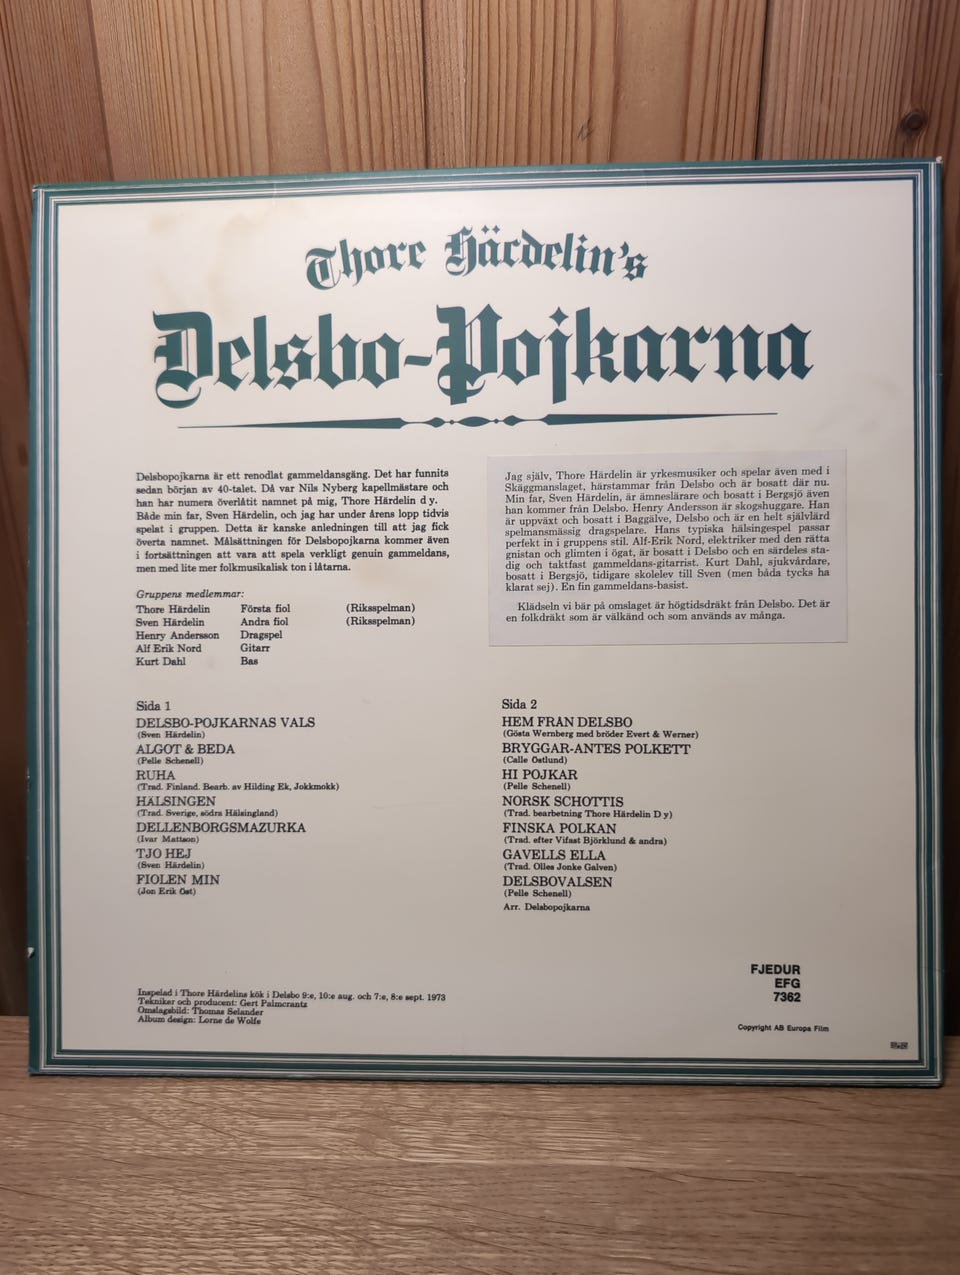 Thore Härdelin's
Delsbo-Pojkarna
Delsbopojkarna är ett renodlat gammeldansgäng. Det har funnits
sedan början av 40-talet. Då var Nils Nyberg kapellmästare och
han har numera överlåtit namnet på mig, Thore Härdelin d y.
Både min far, Sven Härdelin, och jag har under årens lopp tidvis
spelat i gruppen. Detta är kanske anledningen till att jag fick
överta namnet. Målsättningen för Delsbopojkarna kommer även
i fortsättningen att vara att spela verkligt genuin gammeldans,
men med lite mer folkmusikalisk ton i låtarna.
Gruppens medlemmar:
Thore Härdelin Första fiol (Riksspelman)
Sven Härdelin Andra fiol (Riksspelman)
Henry Andersson Dragspel
Alf Erik Nord Gitarr
Kurt Dahl Bas
Jag själv, Thore Härdelin är yrkesmusiker och spelar även med i
Skäggmanslaget, härstammar från Delsbo och är bosatt där nu.
Min far, Sven Härdelin, är ämneslärare och bosatt i Bergsjö även
han kommer från Delsbo. Henry Andersson är skogshuggare. Han
är uppväxt och bosatt i Baggälve, Delsbo och är en helt självlärd
spelmansmässig dragspelare. Hans typiska hälsingespel passar
perfekt in i gruppens stil. Alf-Erik Nord, elektriker med den rätta
gnistan och glimten i ögat, är bosatt i Delsbo och en särdeles sta-
dig och taktfast gammeldans-gitarrist. Kurt Dahl, sjukvårdare,
bosatt i Bergsjö, tidigare skolelev till Sven (men båda tycks ha
klarat sej). En fin gammeldans-basist.
Klädseln vi bär på omslaget är högtidsdräkt från Delsbo. Det är
en folkdräkt som är välkänd och som används av många.
Sida 1
DELSBO-POJKARNAS VALS
(Sven Härdelin)
ALGOT & BEDA
(Pelle Schenell)
RUHA
(Trad. Finland. Bearb. av Hilding Ek, Jokkmokk)
HÄLSINGEN
(Trad. Sverige, södra Hälsingland)
DELLENBORGSMAZURKA
(Ivar Mattson)
TJO HEJ
(Sven Härdelin)
FIOLEN MIN
(Jon Erik Öst)
Sida 2
HEM FRÅN DELSBO
(Gösta Wernberg med bröder Evert & Werner)
BRYGGAR-ANTES POLKETT
(Calle Östlund)
HI POJKAR
(Pelle Schenell)
NORSK SCHOTTIS
(Trad. bearbetning Thore Härdelin D y)
FINSKA POLKAN
(Trad. efter Vifast Björklund & andra)
GAVELLS ELLA
(Trad. Olles Jonke Galven)
DELSBOVALSEN
(Pelle Schenell)
Arr. Delsbopojkarna
Inspelad i Thore Härdelins kök i Delsbo 9:e, 10:e aug. och 7:e, 8:e sept. 1973
Tekniker och producent: Gert Palmcrantz
Omslagsbild: Thomas Selander
Album design: Lorne de Wolfe
FJEDUR
EFG
7362
Copyright AB Europa Film